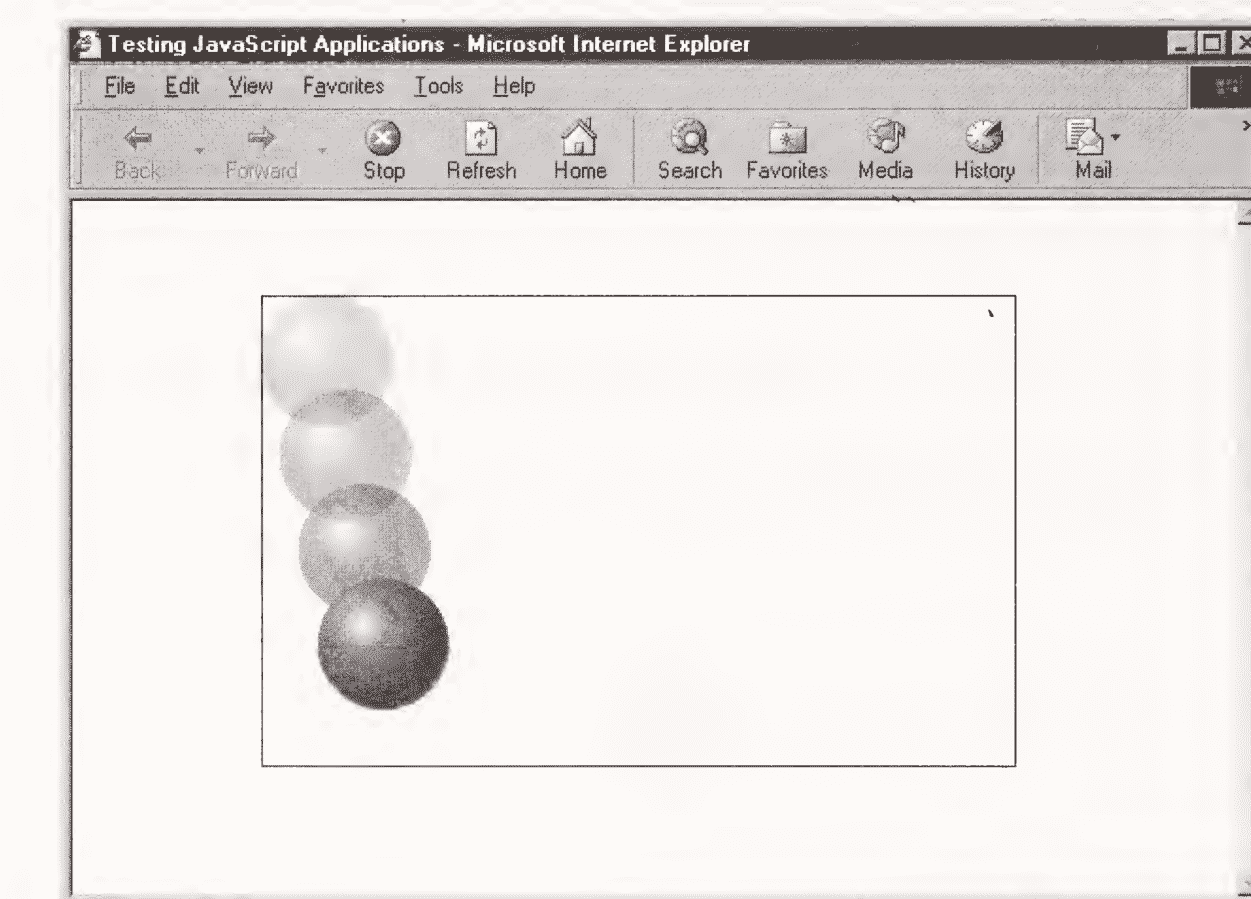 Testing JavaScript Applications - Microsoft Internet Explorer
File Edit View Favorites Tools Help
Back Forward Stop Refresh Home Search Favorites Media History Mail